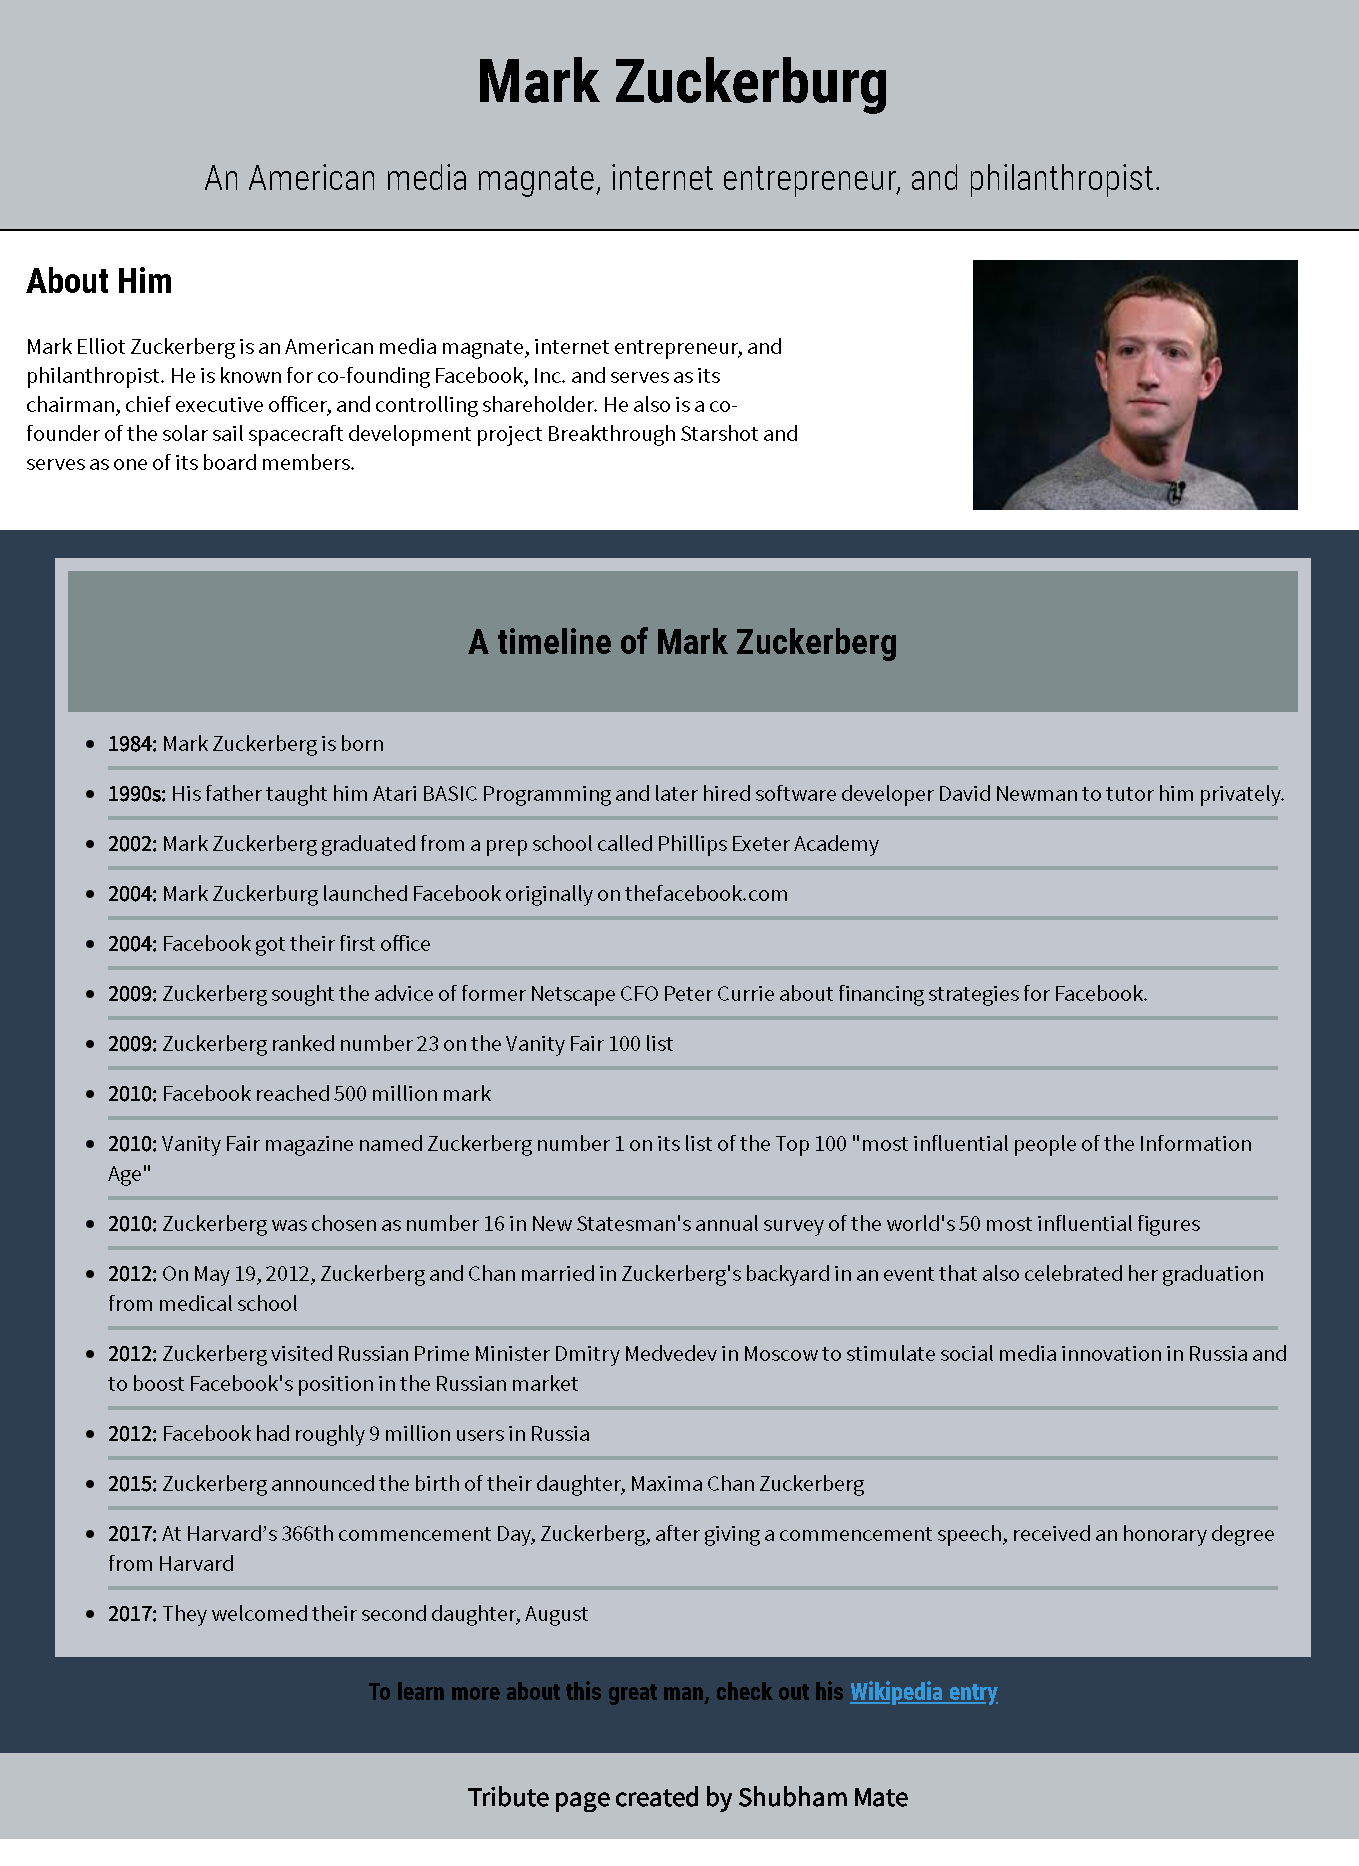 Mark Zuckerburg
An American media magnate, internet entrepreneur, and philanthropist.
About Him
Mark Elliot Zuckerberg is an American media magnate, internet entrepreneur, and
philanthropist. He is known for co-founding Facebook, Inc. and serves as its
chairman, chief executive officer, and controlling shareholder. He also is a co-
founder of the solar sail spacecraft development project Breakthrough Starshot and
serves as one of its board members.
A timeline of Mark Zuckerberg
• 1984: Mark Zuckerberg is born
• 1990s: His father taught him Atari BASIC Programming and later hired software developer David Newman to tutor him privately.
• 2002: Mark Zuckerberg graduated from a prep school called Phillips Exeter Academy
• 2004: Mark Zuckerburg launched Facebook originally on thefacebook.com
• 2004: Facebook got their first office
• 2009: Zuckerberg sought the advice of former Netscape CFO Peter Currie about financing strategies for Facebook.
• 2009: Zuckerberg ranked number 23 on the Vanity Fair 100 list
• 2010: Facebook reached 500 million mark
• 2010: Vanity Fair magazine named Zuckerberg number 1 on its list of the Top 100 "most influential people of the Information
Age"
• 2010: Zuckerberg was chosen as number 16 in New Statesman's annual survey of the world's 50 most influential figures
• 2012: On May 19, 2012, Zuckerberg and Chan married in Zuckerberg's backyard in an event that also celebrated her graduation
from medical school
• 2012: Zuckerberg visited Russian Prime Minister Dmitry Medvedev in Moscow to stimulate social media innovation in Russia and
to boost Facebook's position in the Russian market
• 2012: Facebook had roughly 9 million users in Russia
• 2015: Zuckerberg announced the birth of their daughter, Maxima Chan Zuckerberg
• 2017: At Harvard’s 366th commencement Day, Zuckerberg, after giving a commencement speech, received an honorary degree
from Harvard
• 2017: They welcomed their second daughter, August
To learn more about this great man, check out his Wikipedia entry
Tribute page created by Shubham Mate